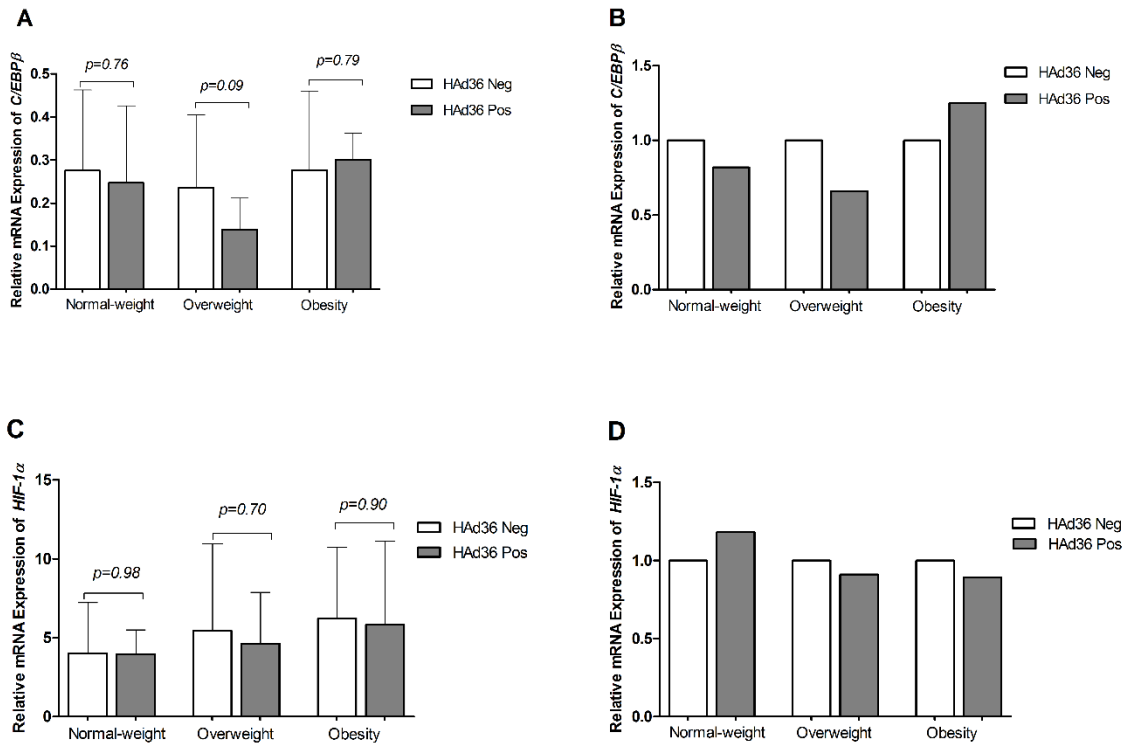 A
Relative mRNA Expression of C/EBPβ
0.5
0.4
0.3
0.2
0.1
0.0
p=0.76
p=0.09
p=0.79
Normal-weight
Overweight
Obesity
HAd36 Neg
HAd36 Pos
B
Relative mRNA Expression of C/EBPβ
1.5
1.0
0.5
0.0
Normal-weight
Overweight
Obesity
HAd36 Neg
HAd36 Pos
C
Relative mRNA Expression of HIF-1α
15
10
5
0
p=0.98
p=0.70
p=0.90
Normal-weight
Overweight
Obesity
HAd36 Neg
HAd36 Pos
D
Relative mRNA Expression of HIF-1α
1.5
1.0
0.5
0.0
Normal-weight
Overweight
Obesity
HAd36 Neg
HAd36 Pos